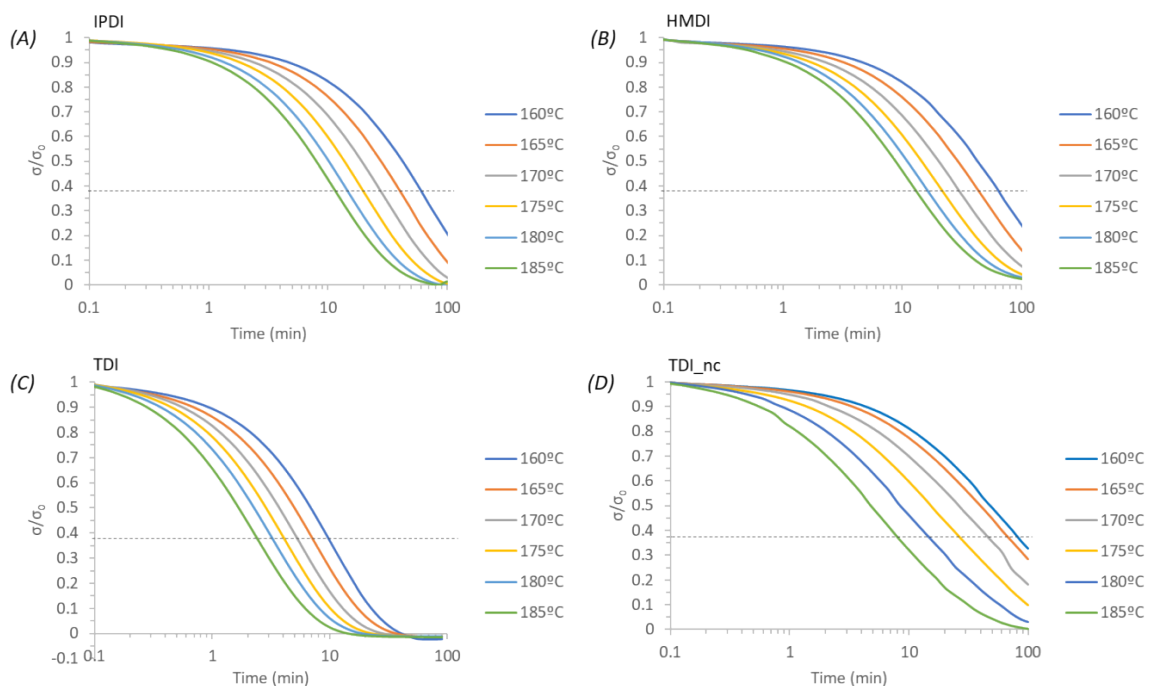 IPDI
(A)
1
0.9
0.8
0.7
0.6
0.5
0.4
0.3
0.2
0.1
0
σ/σ0
0.1 1 10 100
Time (min)
160ºC
165ºC
170ºC
175ºC
180ºC
185ºC
HMDI
(B)
1
0.9
0.8
0.7
0.6
0.5
0.4
0.3
0.2
0.1
0
σ/σ0
0.1 1 10 100
Time (min)
160ºC
165ºC
170ºC
175ºC
180ºC
185ºC
TDI
(C)
1
0.9
0.8
0.7
0.6
0.5
0.4
0.3
0.2
0.1
0
-0.1
σ/σ0
0.1 1 10 100
Time (min)
160ºC
165ºC
170ºC
175ºC
180ºC
185ºC
TDI_nc
(D)
1
0.9
0.8
0.7
0.6
0.5
0.4
0.3
0.2
0.1
0
σ/σ0
0.1 1 10 100
Time (min)
160ºC
165ºC
170ºC
175ºC
180ºC
185ºC